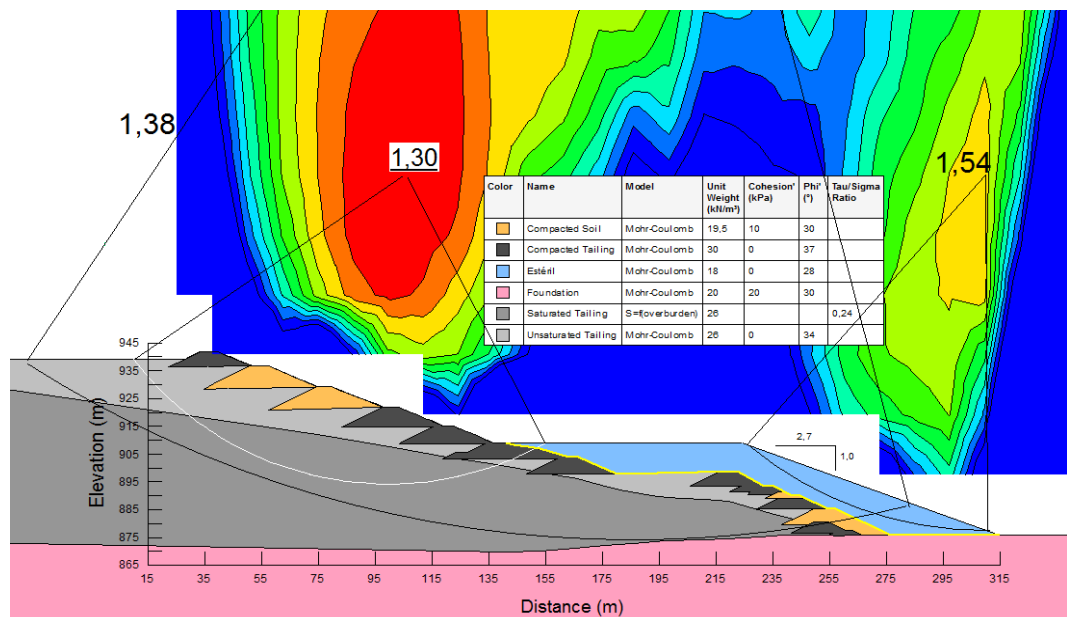 1,38
1,30
1,54
Color Name Model Unit Weight (kN/m³) Cohesion' (kPa) Phi' (°) Tau/Sigma Ratio
Compacted Soil Mohr-Coulomb 19,5 10 30
Compacted Tailing Mohr-Coulomb 30 0 37
Estéril Mohr-Coulomb 18 0 28
Foundation Mohr-Coulomb 20 20 30
Saturated Tailing S=f(overburden) 26 0,24
Unsaturated Tailing Mohr-Coulomb 26 0 34
2,7
1,0
Elevation (m)
945
935
925
915
905
895
885
875
865
15 35 55 75 95 115 135 155 175 195 215 235 255 275 295 315
Distance (m)